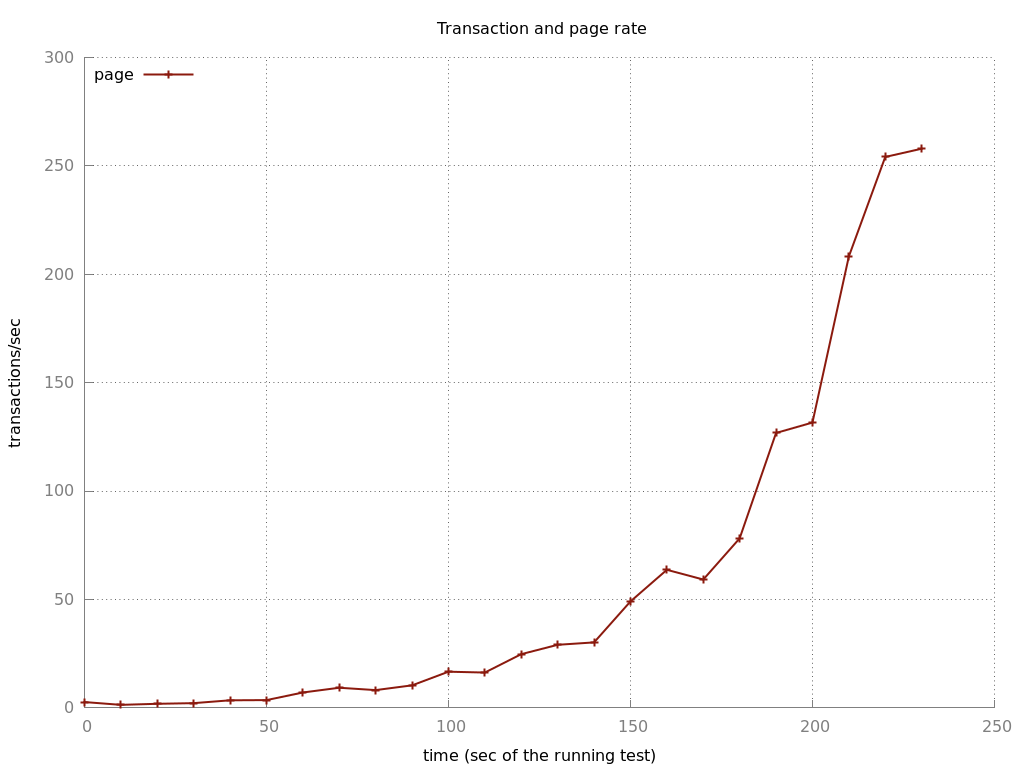 Transaction and page rate
300
page
250
200
150
100
50
0
transactions/sec
0 50 100 150 200 250
time (sec of the running test)